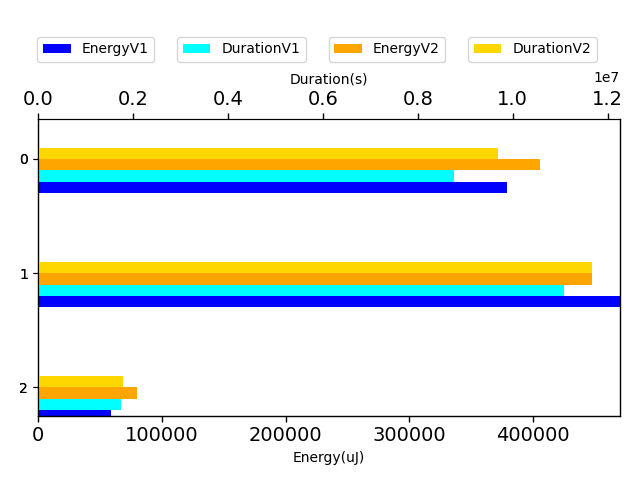 EnergyV1 DurationV1 EnergyV2 DurationV2
Duration(s)
1e7
0.0 0.2 0.4 0.6 0.8 1.0 1.2
0
1
2
0 100000 200000 300000 400000
Energy(uJ)